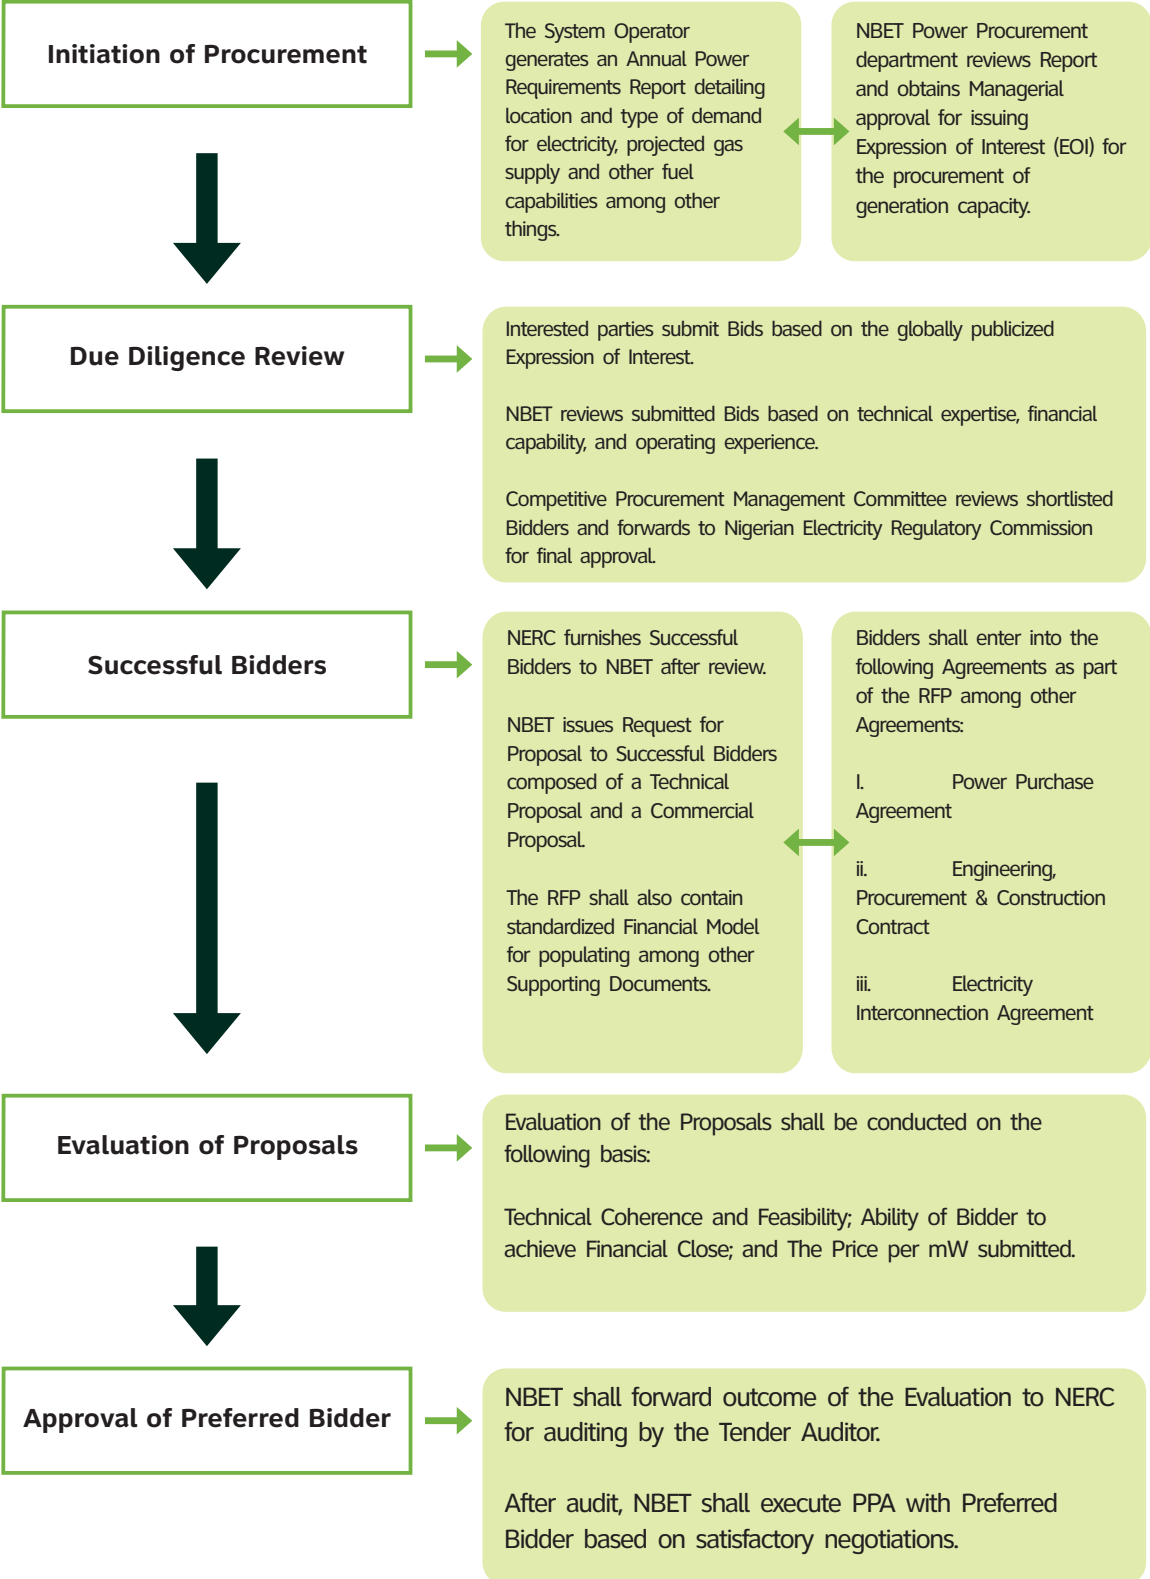 Initiation of Procurement
The System Operator
generates an Annual Power
Requirements Report detailing
location and type of demand
for electricity, projected gas
supply and other fuel
capabilities among other
things.
NBET Power Procurement
department reviews Report
and obtains Managerial
approval for issuing
Expression of Interest (EOI) for
the procurement of
generation capacity.
Due Diligence Review
Interested parties submit Bids based on the globally publicized
Expression of Interest.
NBET reviews submitted Bids based on technical expertise, financial
capability, and operating experience.
Competitive Procurement Management Committee reviews shortlisted
Bidders and forwards to Nigerian Electricity Regulatory Commission
for final approval.
Successful Bidders
NERC furnishes Successful
Bidders to NBET after review.
NBET issues Request for
Proposal to Successful Bidders
composed of a Technical
Proposal and a Commercial
Proposal.
The RFP shall also contain
standardized Financial Model
for populating among other
Supporting Documents.
Bidders shall enter into the
following Agreements as part
of the RFP among other
Agreements:
I. Power Purchase
Agreement
ii. Engineering,
Procurement & Construction
Contract
iii. Electricity
Interconnection Agreement
Evaluation of Proposals
Evaluation of the Proposals shall be conducted on the
following basis:
Technical Coherence and Feasibility; Ability of Bidder to
achieve Financial Close; and The Price per mW submitted.
Approval of Preferred Bidder
NBET shall forward outcome of the Evaluation to NERC
for auditing by the Tender Auditor.
After audit, NBET shall execute PPA with Preferred
Bidder based on satisfactory negotiations.